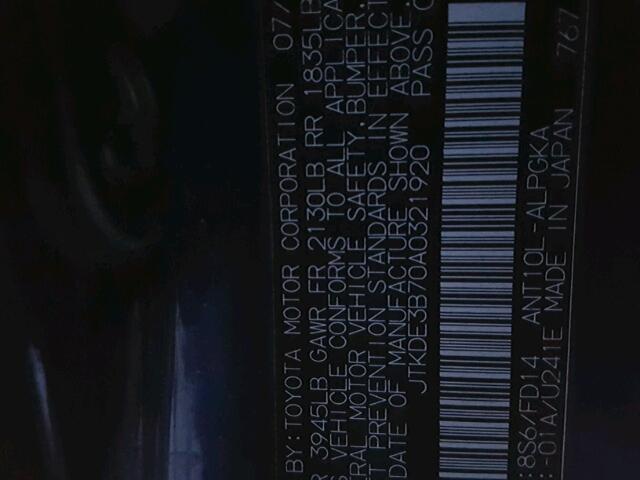 BY:TOYOTA MOTOR CORPORATION 07/
R 3945LB GAWR FR 2130LB RR 1835LB
S VEHICLE CONFORMS TO ALL APPLICA
ERAL MOTOR VEHICLE SAFETY, BUMPER,
T PREVENTION STANDARDS IN EFFECT
DATE OF MANUFACTURE SHOWN ABOVE.
JTKDE3B70A0321920 PASS C
:8S6/FD14 ANT10L-ALPGKA
:-01A/U241E MADE IN JAPAN 767